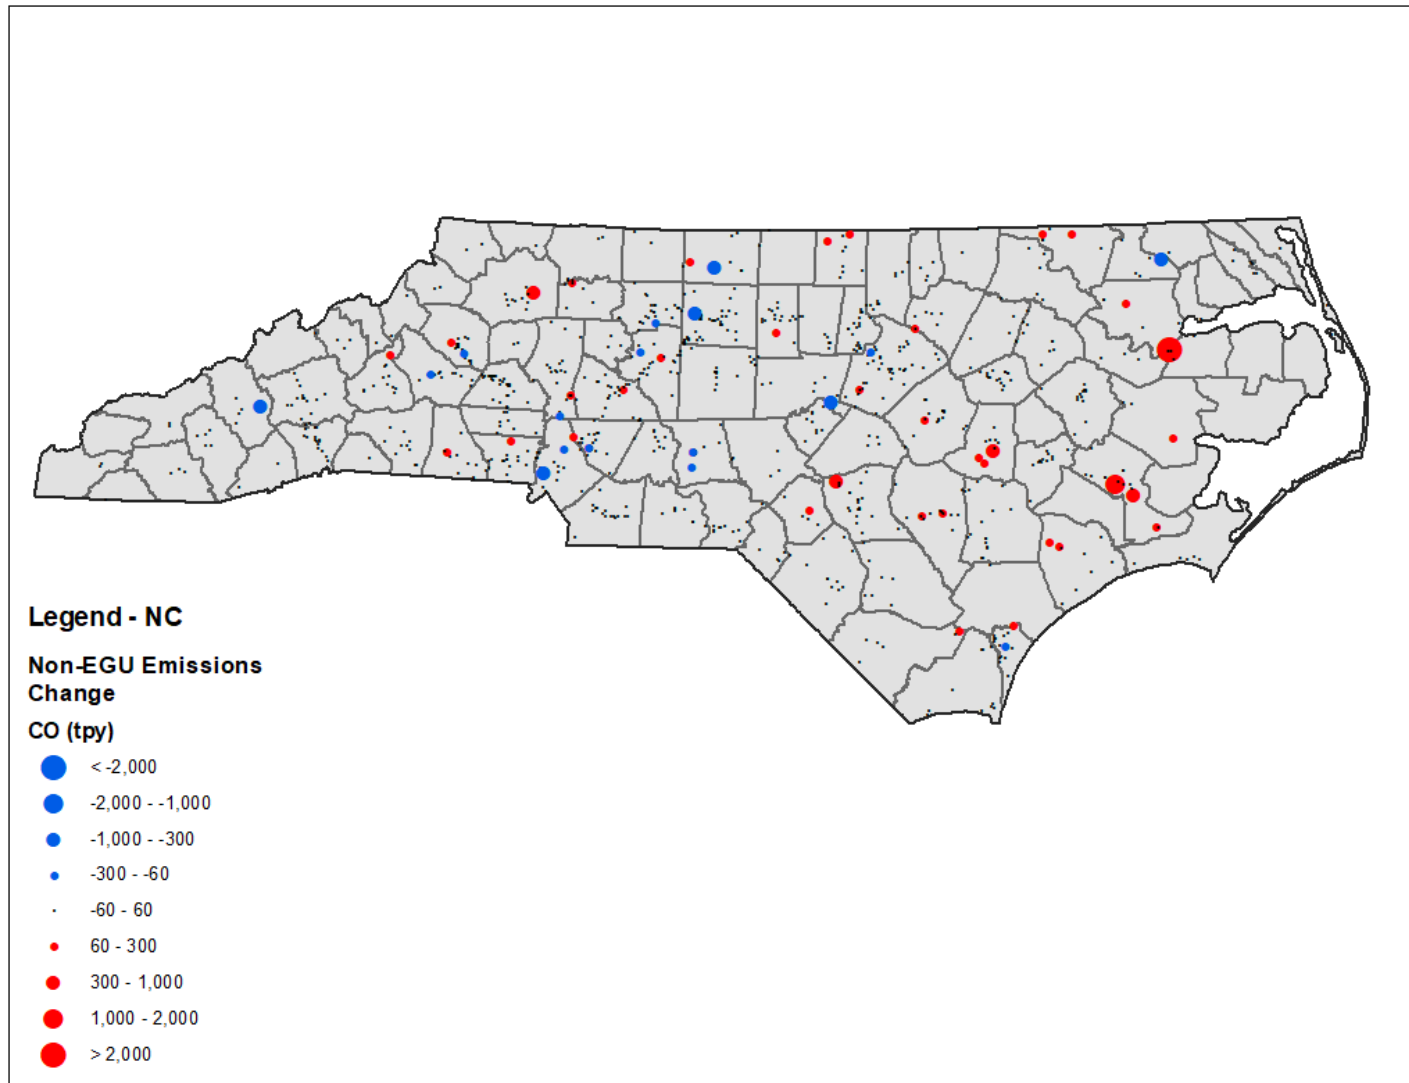 Legend - NC
Non-EGU Emissions
Change
CO (tpy)
< -2,000
-2,000 - -1,000
-1,000 - -300
-300 - -60
-60 - 60
60 - 300
300 - 1,000
1,000 - 2,000
> 2,000